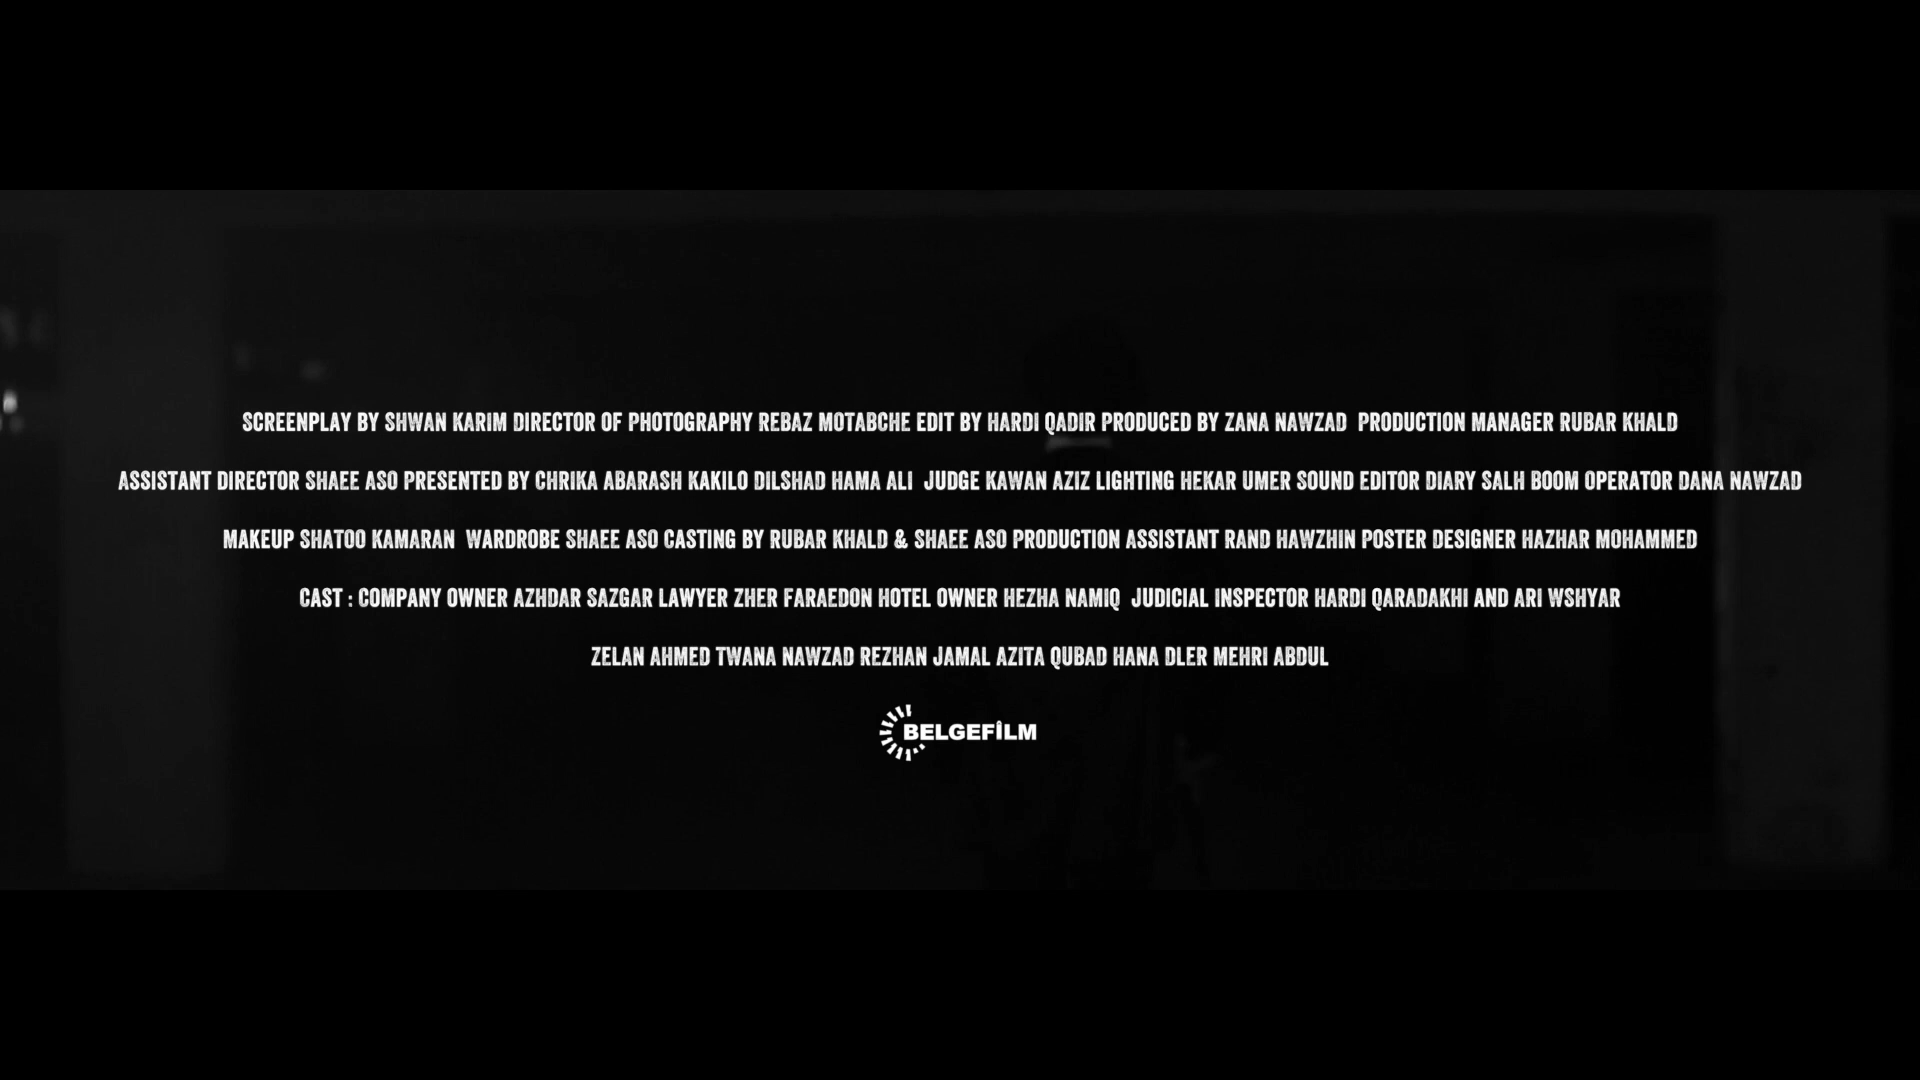 SCREENPLAY BY SHWAN KARIM DIRECTOR OF PHOTOGRAPHY REBAZ MOTABCHE EDIT BY HARDI QADIR PRODUCED BY ZANA NAWZAD PRODUCTION MANAGER RUBAR KHALD
ASSISTANT DIRECTOR SHAEE ASO PRESENTED BY CHRIKA ABARASH KAKILO DILSHAD HAMA ALI JUDGE KAWAN AZIZ LIGHTING HEKAR UMER SOUND EDITOR DIARY SALH BOOM OPERATOR DANA NAWZAD
MAKEUP SHATOO KAMARAN WARDROBE SHAEE ASO CASTING BY RUBAR KHALD & SHAEE ASO PRODUCTION ASSISTANT RAND HAWZHIN POSTER DESIGNER HAZHAR MOHAMMED
CAST : COMPANY OWNER AZHDAR SAZGAR LAWYER ZHER FARAEDON HOTEL OWNER HEZHA NAMIQ JUDICIAL INSPECTOR HARDI QARADAKHI AND ARI WSHYAR
ZELAN AHMED TWANA NAWZAD REZHAN JAMAL AZITA QUBAD HANA DLER MEHRI ABDUL
BELGEFÎLM